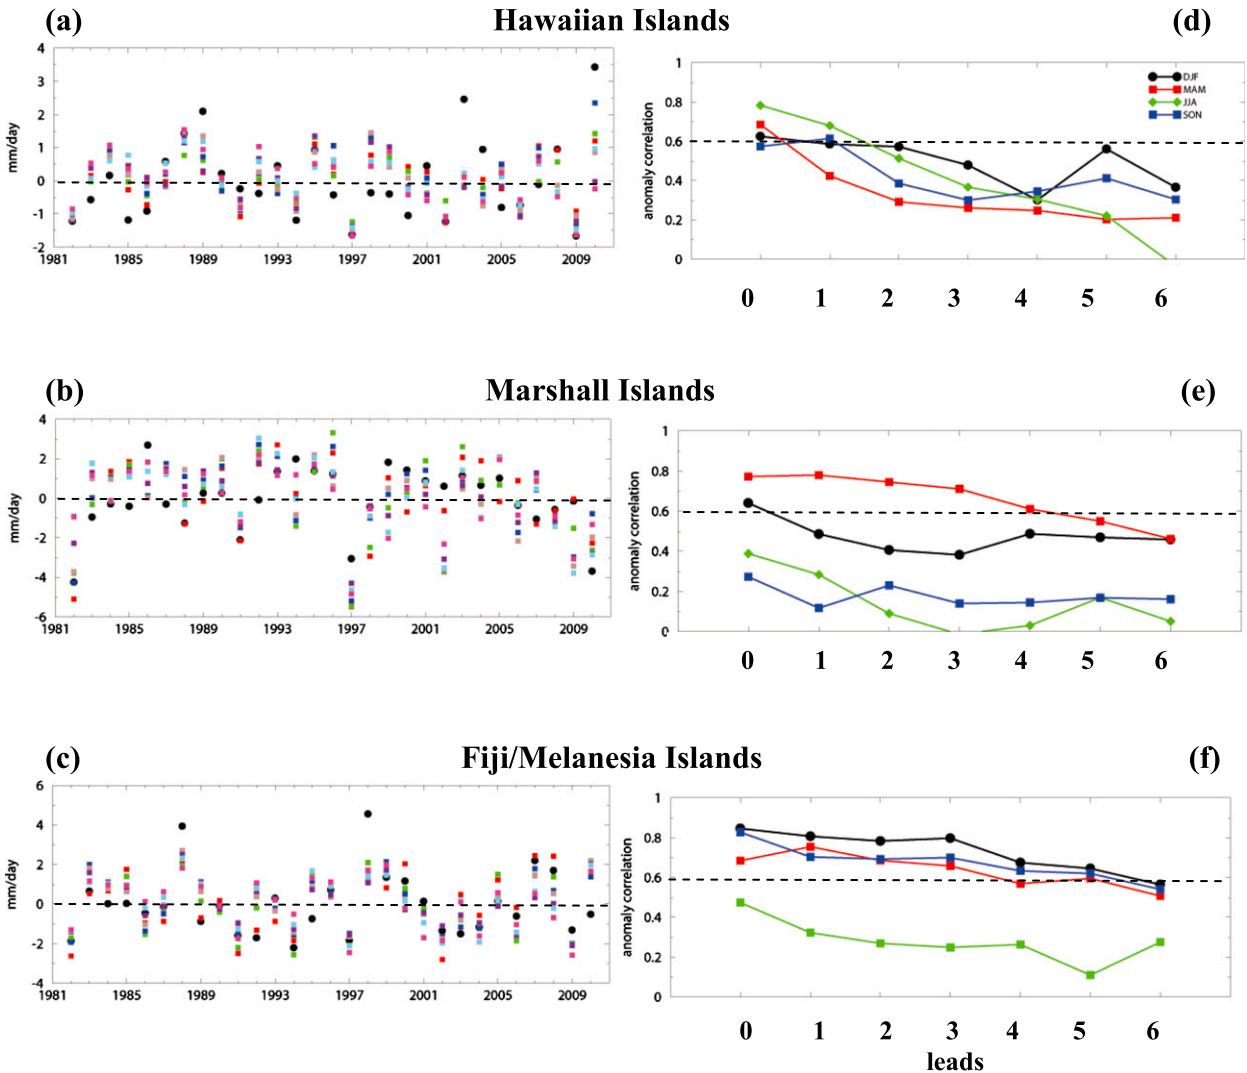 (a)
Hawaiian Islands
(d)
mm/day
4
3
2
1
0
-1
-2
1981
1985
1989
1993
1997
2001
2005
2009
anomaly correlation
1
0.8
0.6
0.4
0.2
0
DJF
MAM
JJA
SON
0 1 2 3 4 5 6
(b)
Marshall Islands
(e)
mm/day
4
2
0
-2
-4
-6
1981
1985
1989
1993
1997
2001
2005
2009
anomaly correlation
1
0.8
0.6
0.4
0.2
0
0 1 2 3 4 5 6
(c)
Fiji/Melanesia Islands
(f)
mm/day
6
4
2
0
-2
-4
1981
1985
1989
1993
1997
2001
2005
2009
anomaly correlation
1
0.8
0.6
0.4
0.2
0
0 1 2 3 4 5 6
leads